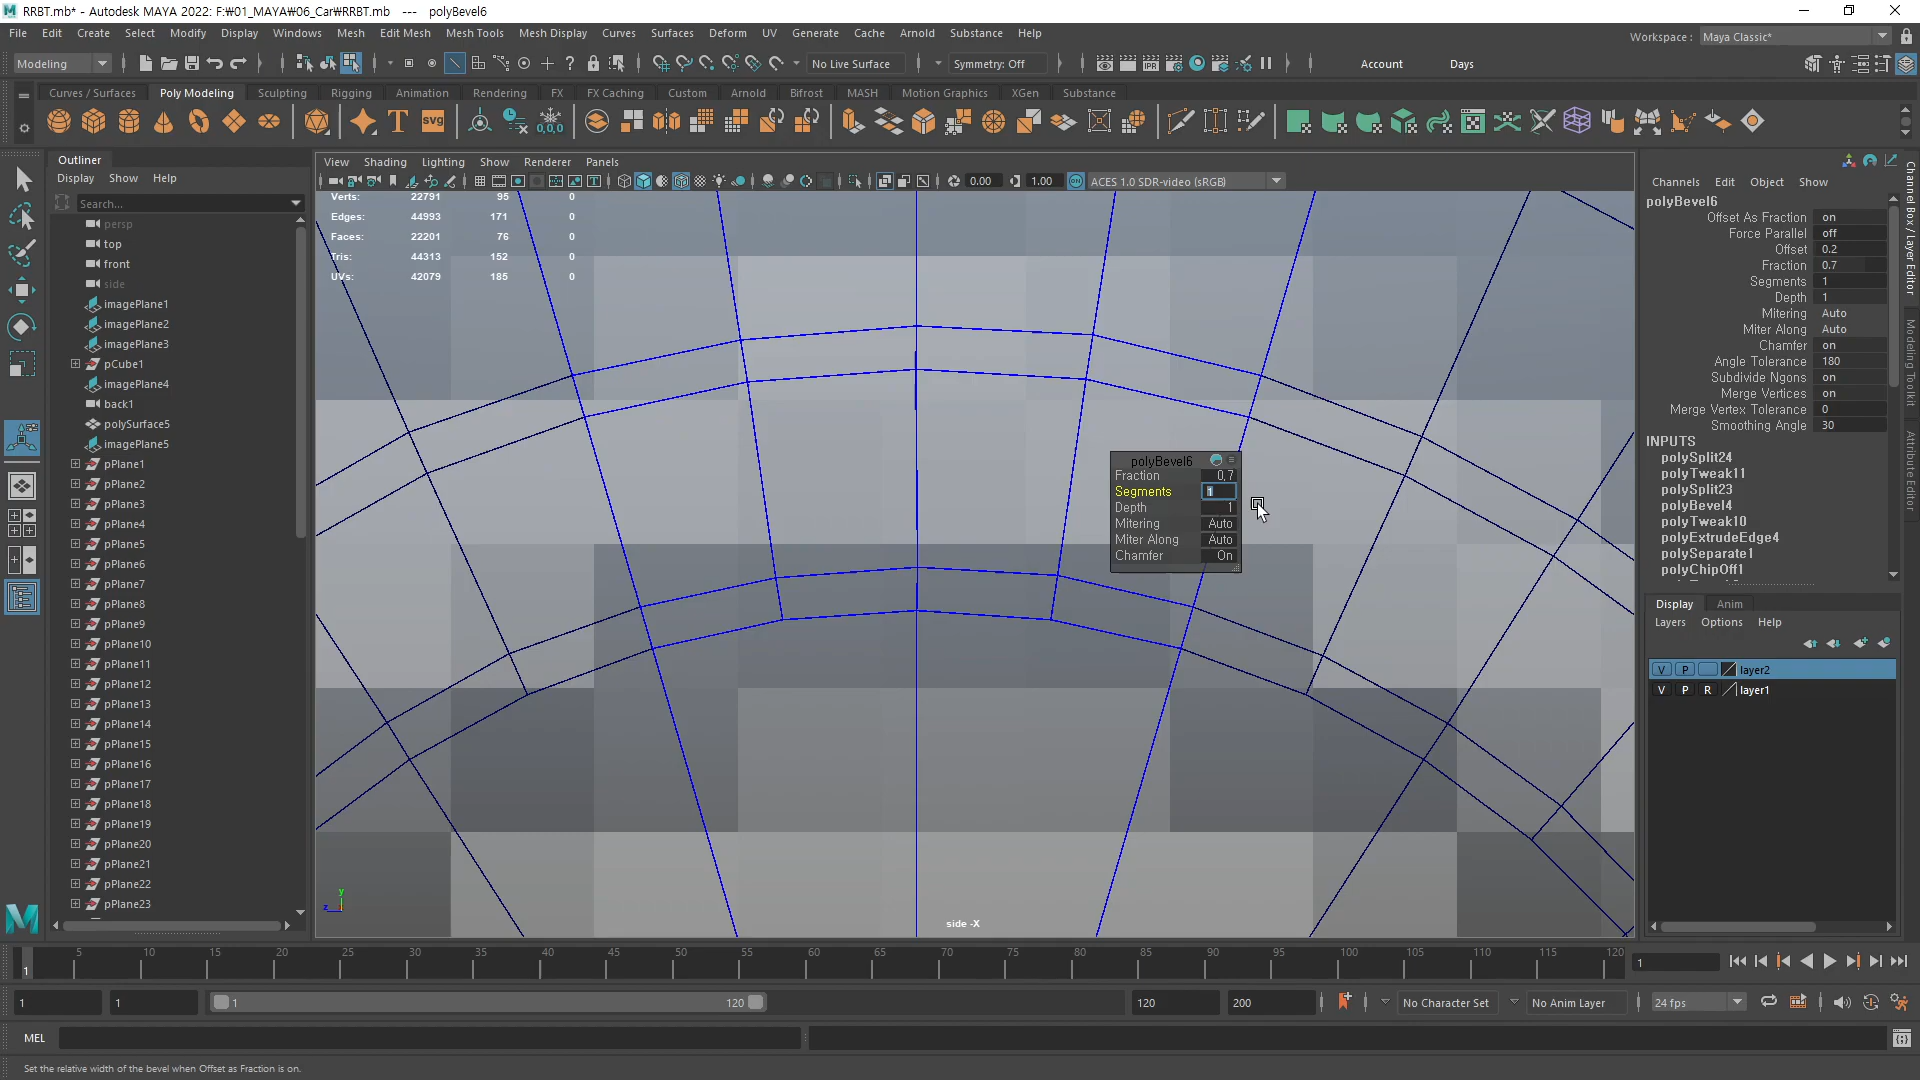 RRBT.mb* - Autodesk MAYA 2022: F:₩01_MAYA₩06_Car₩RRBT.mb --- polyBevel6
File Edit Create Select Modify Display Windows Mesh Edit Mesh Mesh Tools Mesh Display Curves Surfaces Deform UV Generate Cache Arnold Substance Help
Workspace : Maya Classic*
Modeling
No Live Surface
Symmetry: Off
Account
Days
Curves / Surfaces Poly Modeling Sculpting Rigging Animation Rendering FX FX Caching Custom Arnold Bifrost MASH Motion Graphics XGen Substance
T
SVG
0,0,0
Outliner
Display Show Help
Search...
persp
top
front
side
imagePlane1
imagePlane2
imagePlane3
pCube1
imagePlane4
back1
polySurface5
imagePlane5
pPlane1
pPlane2
pPlane3
pPlane4
pPlane5
pPlane6
pPlane7
pPlane8
pPlane9
pPlane10
pPlane11
pPlane12
pPlane13
pPlane14
pPlane15
pPlane16
pPlane17
pPlane18
pPlane19
pPlane20
pPlane21
pPlane22
pPlane23
View Shading Lighting Show Renderer Panels
0.00
1.00
ON
ACES 1.0 SDR-video (sRGB)
Verts: 22791 95 0
Edges: 44993 171 0
Faces: 22201 76 0
Tris: 44313 152 0
UVs: 42079 185 0
polyBevel6
Fraction 0,7
Segments 1
Depth 1
Mitering Auto
Miter Along Auto
Chamfer On
y
z
side -X
Channels Edit Object Show
polyBevel6
Offset As Fraction on
Force Parallel off
Offset 0.2
Fraction 0.7
Segments 1
Depth 1
Mitering Auto
Miter Along Auto
Chamfer on
Angle Tolerance 180
Subdivide Ngons on
Merge Vertices on
Merge Vertex Tolerance 0
Smoothing Angle 30
INPUTS
polySplit24
polyTweak11
polySplit23
polyBevel4
polyTweak10
polyExtrudeEdge4
polySeparate1
polyChipOff1
Channel Box / Layer Editor
Modeling Toolkit
Attribute Editor
Display Anim
Layers Options Help
V P layer2
V P R layer1
5 10 15 20 25 30 35 40 45 50 55 60 65 70 75 80 85 90 95 100 105 110 115 120
1
1
1
1
1
120
120
200
No Character Set
No Anim Layer
24 fps
MEL
Set the relative width of the bevel when Offset as Fraction is on.